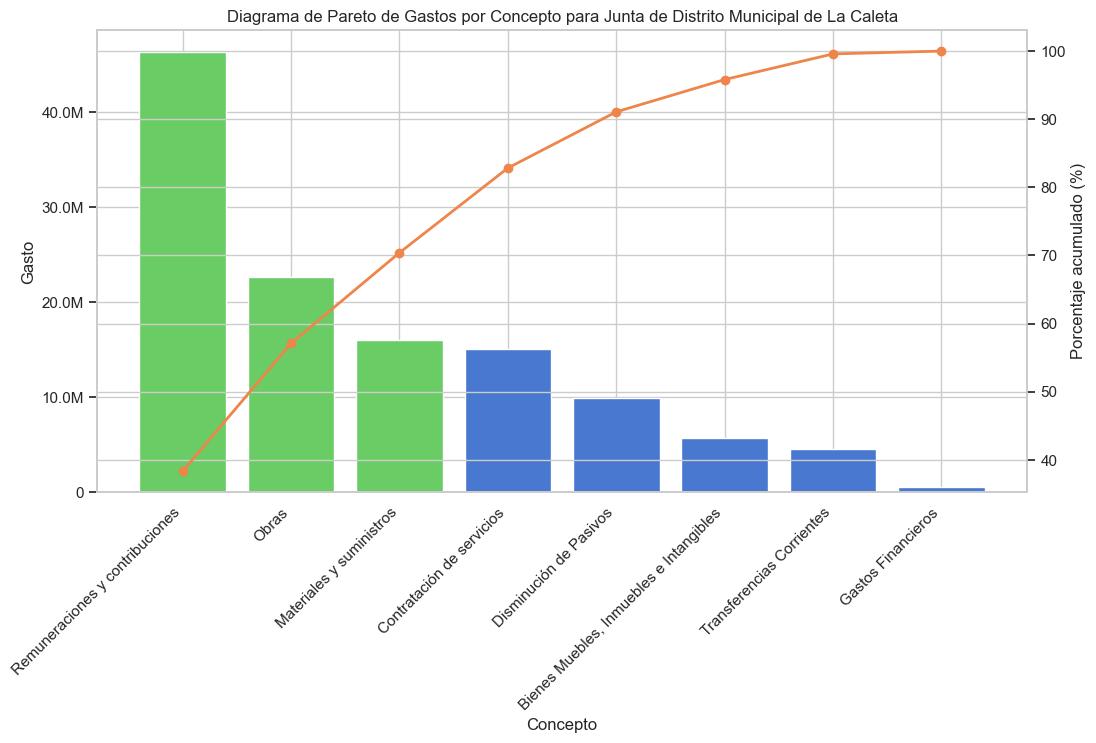 Diagrama de Pareto de Gastos por Concepto para Junta de Distrito Municipal de La Caleta
Gasto
40.0M
30.0M
20.0M
10.0M
0
100
90
80
70
60
50
40
Porcentaje acumulado (%)
Remuneraciones y contribuciones
Obras
Materiales y suministros
Contratación de servicios
Disminución de Pasivos
Bienes Muebles, Inmuebles e Intangibles
Transferencias Corrientes
Gastos Financieros
Concepto